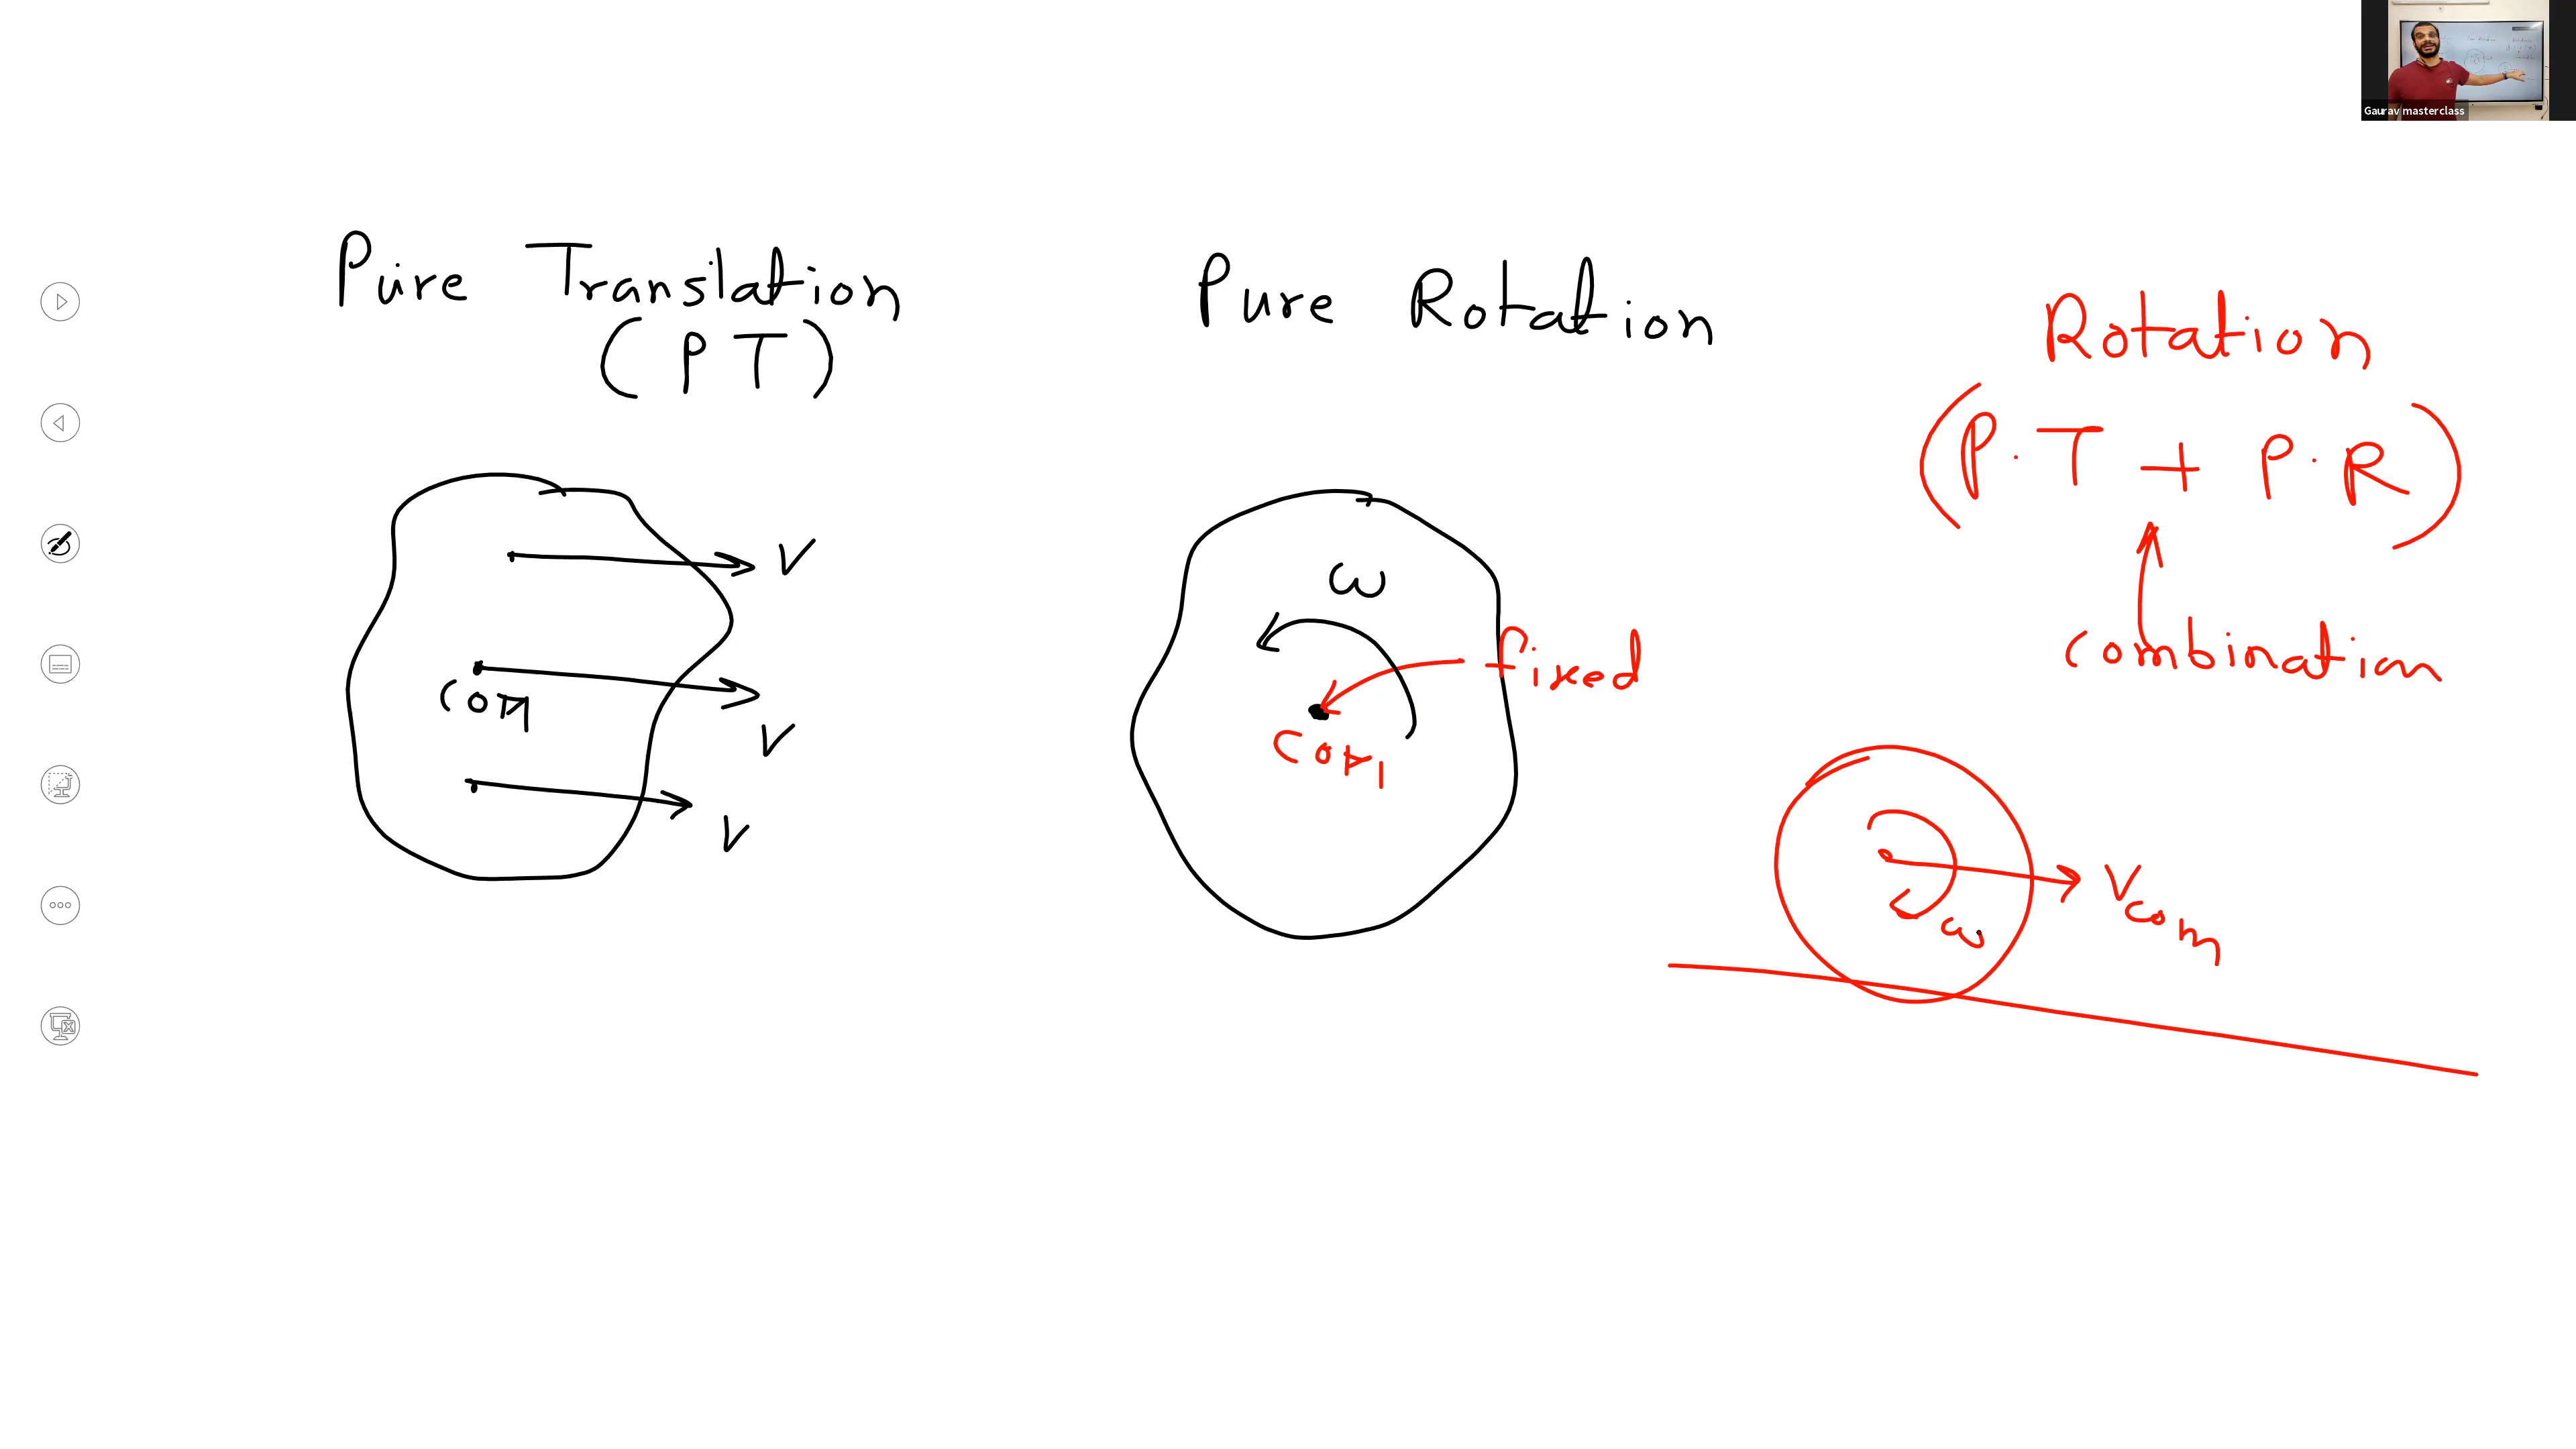 Gaurav masterclass
Pure Translation
(PT)
V
COM
V
V
Pure Rotation
ω
fixed
COM
Rotation
(P.T + P.R)
combination
Vcom
ω